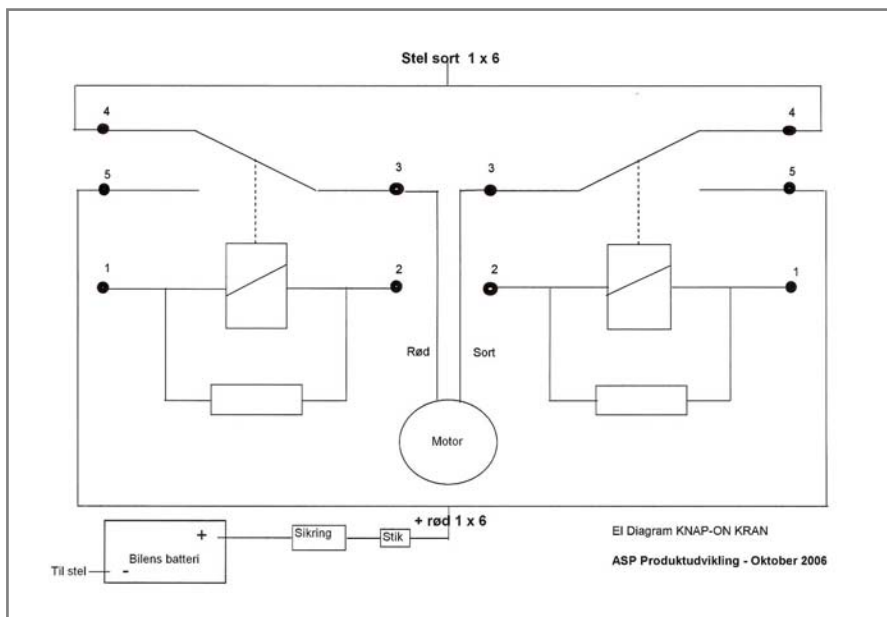 Stel sort 1 x 6
4
4
5
3
3
5
1
2
2
1
Rød
Sort
Motor
+ rød 1 x 6
+
Sikring
Stik
Bilens batteri
Til stel
-
El Diagram KNAP-ON KRAN
ASP Produktudvikling - Oktober 2006